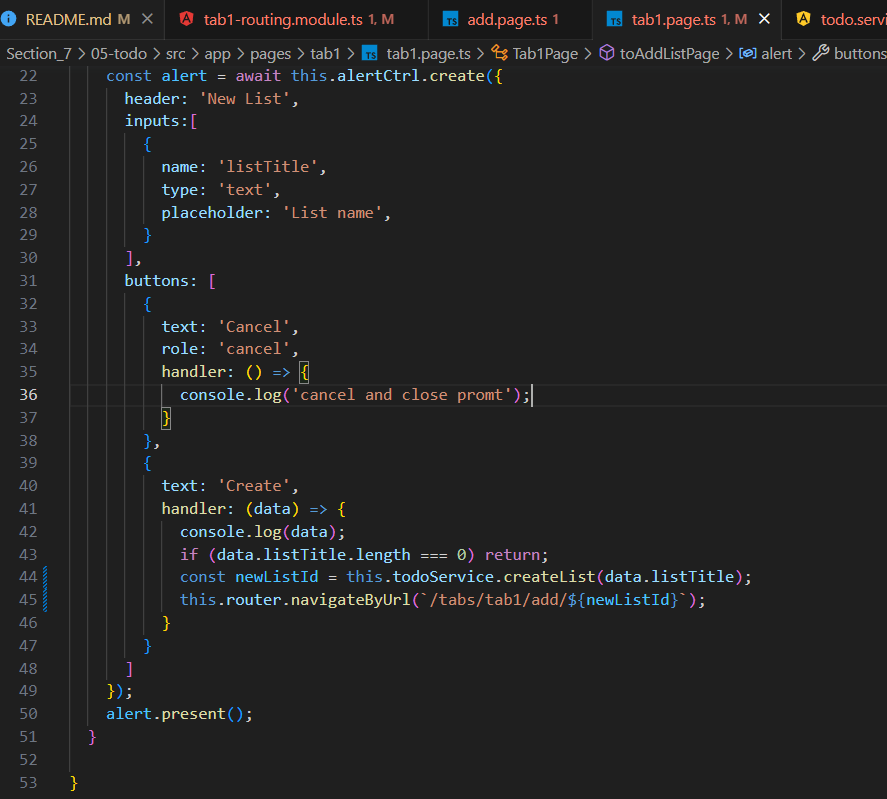 README.md M
tab1-routing.module.ts 1, M
add.page.ts 1
tab1.page.ts 1, M
todo.servi
Section_7 > 05-todo > src > app > pages > tab1 > TS tab1.page.ts > Tab1Page > toAddListPage > alert > buttons
22 const alert = await this.alertCtrl.create({
23 header: 'New List',
24 inputs:[
25 {
26 name: 'listTitle',
27 type: 'text',
28 placeholder: 'List name',
29 }
30 ],
31 buttons: [
32 {
33 text: 'Cancel',
34 role: 'cancel',
35 handler: () => {
36 console.log('cancel and close promt');
37 }
38 },
39 {
40 text: 'Create',
41 handler: (data) => {
42 console.log(data);
43 if (data.listTitle.length === 0) return;
44 const newListId = this.todoService.createList(data.listTitle);
45 this.router.navigateByUrl(`/tabs/tab1/add/${newListId}`);
46 }
47 }
48 ]
49 });
50 alert.present();
51 }
52
53 }